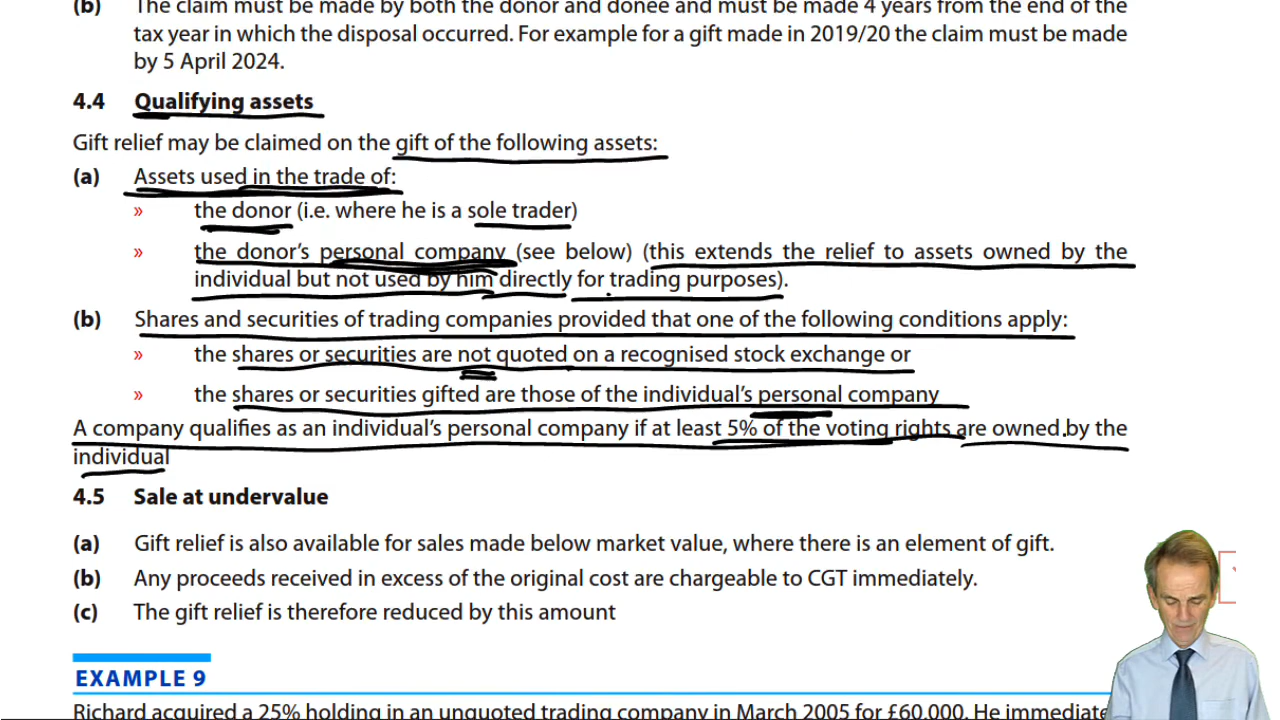 (b) The claim must be made by both the donor and donee and must be made 4 years from the end of the
tax year in which the disposal occurred. For example for a gift made in 2019/20 the claim must be made
by 5 April 2024.
4.4 Qualifying assets
Gift relief may be claimed on the gift of the following assets:
(a) Assets used in the trade of:
» the donor (i.e. where he is a sole trader)
» the donor's personal company (see below) (this extends the relief to assets owned by the
individual but not used by him directly for trading purposes).
(b) Shares and securities of trading companies provided that one of the following conditions apply:
» the shares or securities are not quoted on a recognised stock exchange or
» the shares or securities gifted are those of the individual's personal company
A company qualifies as an individual's personal company if at least 5% of the voting rights are owned by the
individual
4.5 Sale at undervalue
(a) Gift relief is also available for sales made below market value, where there is an element of gift.
(b) Any proceeds received in excess of the original cost are chargeable to CGT immediately.
(c) The gift relief is therefore reduced by this amount
EXAMPLE 9
Richard acquired a 25% holding in an unquoted trading company in March 2005 for £60,000. He immediate